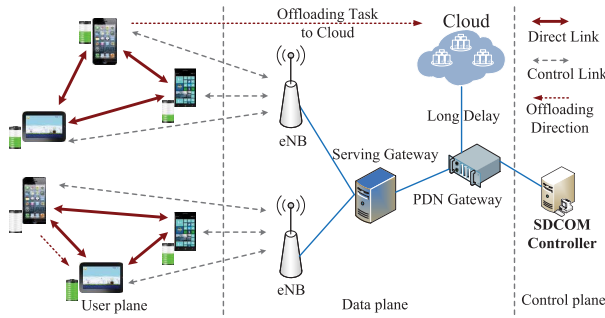 Offloading Task
to Cloud
Cloud
Direct Link
Control Link
Offloading
Direction
Long Delay
eNB
Serving Gateway
PDN Gateway
SDCOM
Controller
eNB
User plane
Data plane
Control plane